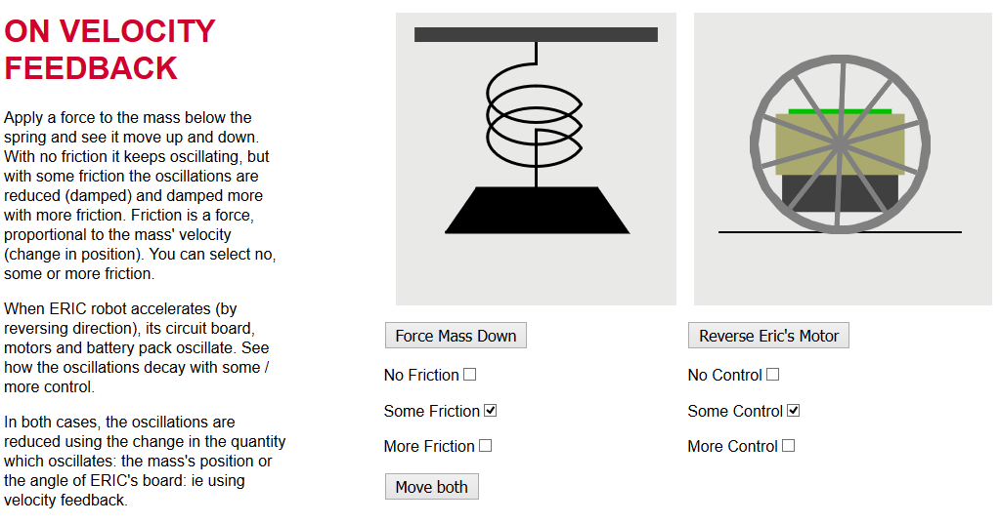 ON VELOCITY
FEEDBACK
Apply a force to the mass below the
spring and see it move up and down.
With no friction it keeps oscillating, but
with some friction the oscillations are
reduced (damped) and damped more
with more friction. Friction is a force,
proportional to the mass' velocity
(change in position). You can select no,
some or more friction.
When ERIC robot accelerates (by
reversing direction), its circuit board,
motors and battery pack oscillate. See
how the oscillations decay with some /
more control.
In both cases, the oscillations are
reduced using the change in the quantity
which oscillates: the mass's position or
the angle of ERIC's board: ie using
velocity feedback.
Force Mass Down
No Friction
Some Friction
More Friction
Move both
Reverse Eric's Motor
No Control
Some Control
More Control